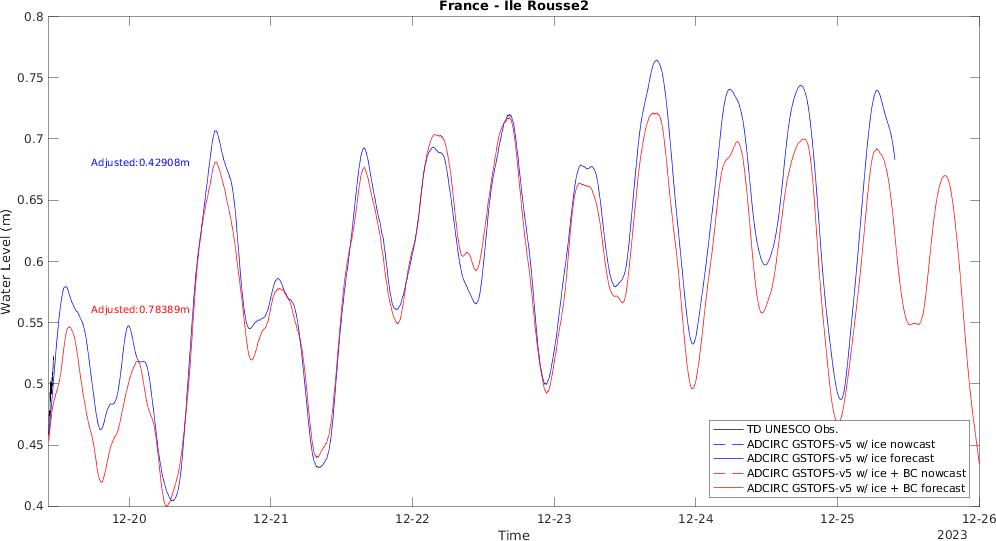 France - Ile Rousse2
0.8
0.75
0.7
0.65
0.6
0.55
0.5
0.45
0.4
Water Level (m)
Adjusted:0.42908m
Adjusted:0.78389m
TD UNESCO Obs.
ADCIRC GSTOFS-v5 w/ ice nowcast
ADCIRC GSTOFS-v5 w/ ice forecast
ADCIRC GSTOFS-v5 w/ ice + BC nowcast
ADCIRC GSTOFS-v5 w/ ice + BC forecast
12-20 12-21 12-22 12-23 12-24 12-25 12-26
Time
2023